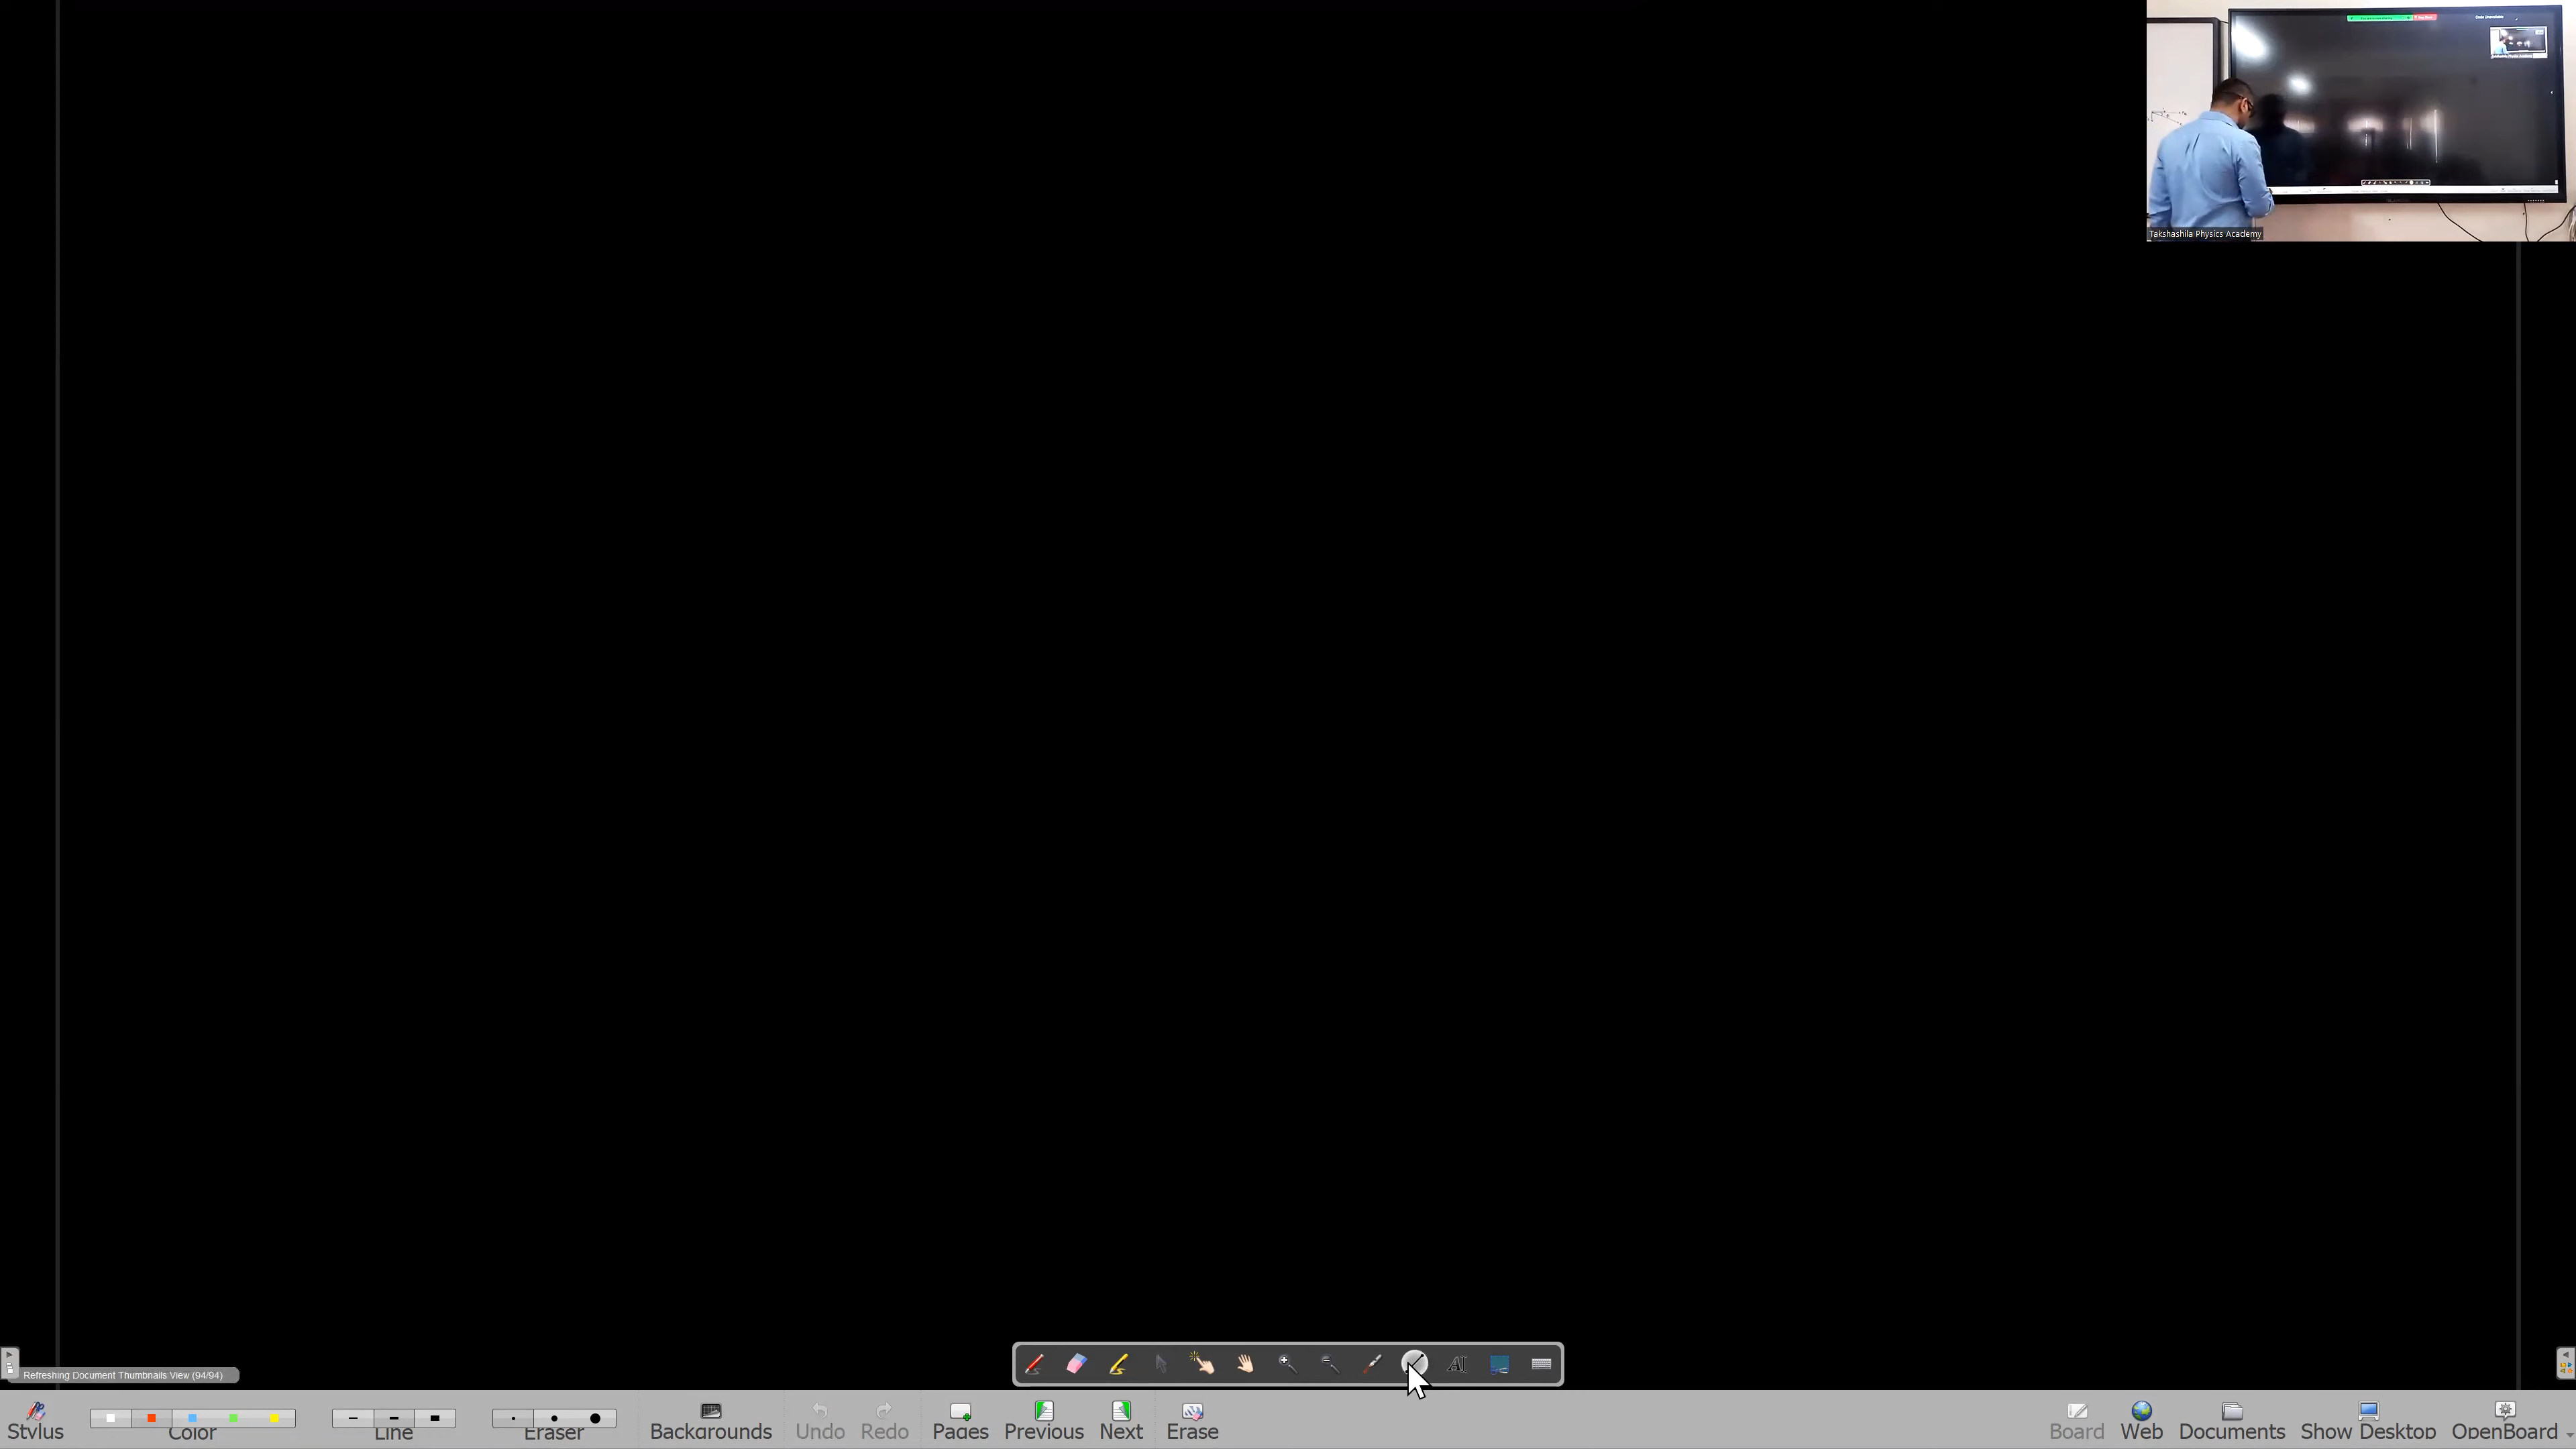 Takshashila Physics Academy
AI
Refreshing Document Thumbnails View (94/94)
Stylus Color Line Eraser Backgrounds Undo Redo Pages Previous Next Erase Board Web Documents Show Desktop OpenBoard